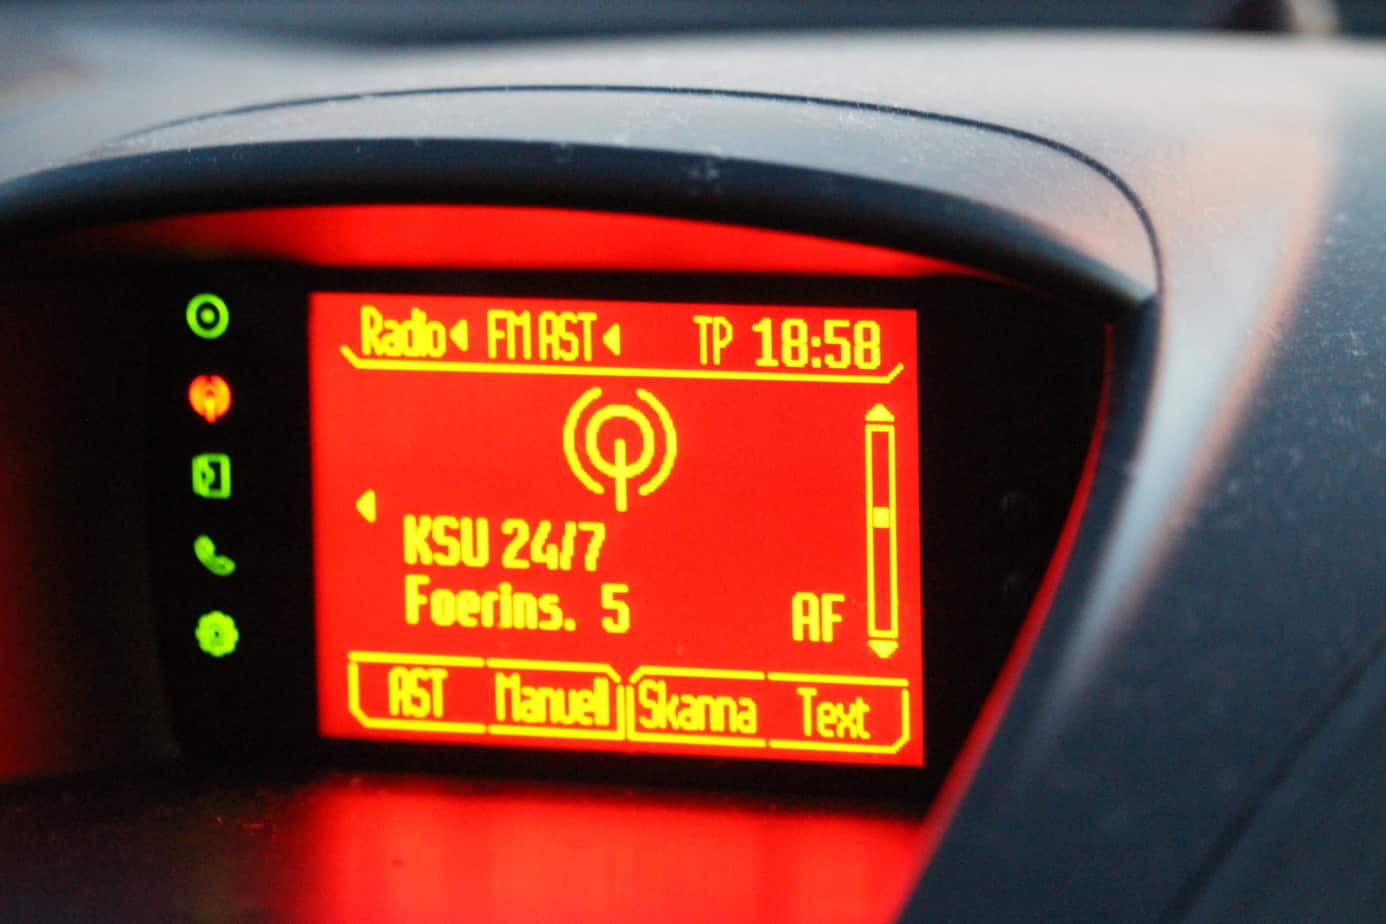 Radio FM AST TP 18:58
KSU 24/7
Foerins. 5
AF
AST Manuell Skanna Text